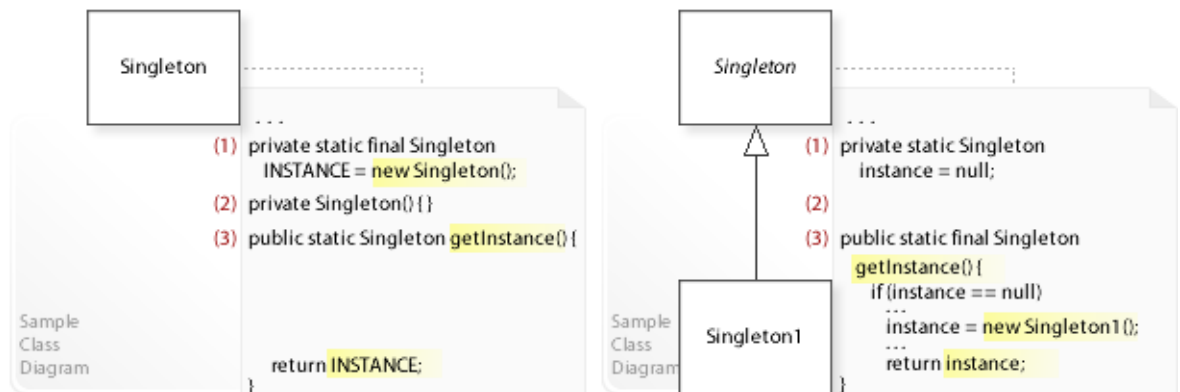 Singleton
. . .
(1) private static final Singleton
INSTANCE = new Singleton();
(2) private Singleton(){ }
(3) public static Singleton getInstance(){
return INSTANCE;
}
Sample
Class
Diagram
Singleton
. . .
(1) private static Singleton
instance = null;
(2)
(3) public static final Singleton
getInstance(){
if (instance == null)
...
instance = new Singleton1();
...
return instance;
}
Singleton1
Sample
Class
Diagram